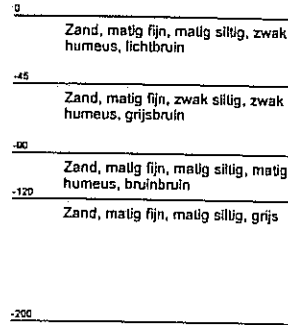 0
Zand, matig fijn, matig siltig, zwak
humeus, lichtbruin
-45
Zand, matig fijn, zwak siltig, zwak
humeus, grijsbruin
-90
Zand, matig fijn, matig siltig, matig
humeus, bruinbruin
-120
Zand, matig fijn, matig siltig, grijs
-200